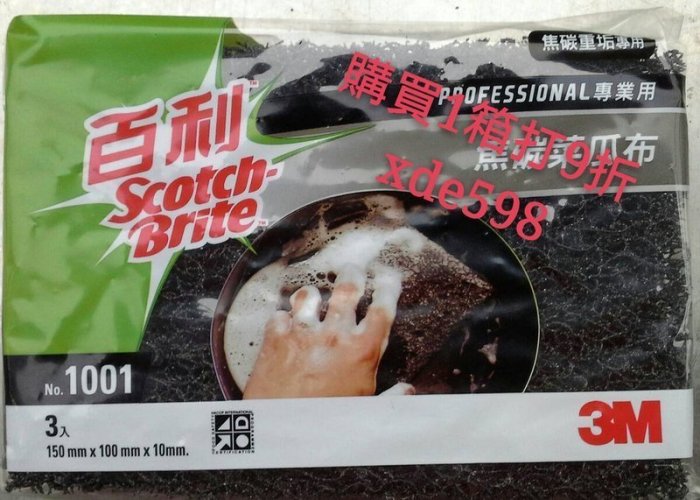 焦碳重垢專用
PROFESSIONAL專業用
焦碳菜瓜布
購買1箱打9折
xde598
百利
Scotch-
Brite
No. 1001
3入
150 mm x 100 mm x 10mm.
3M